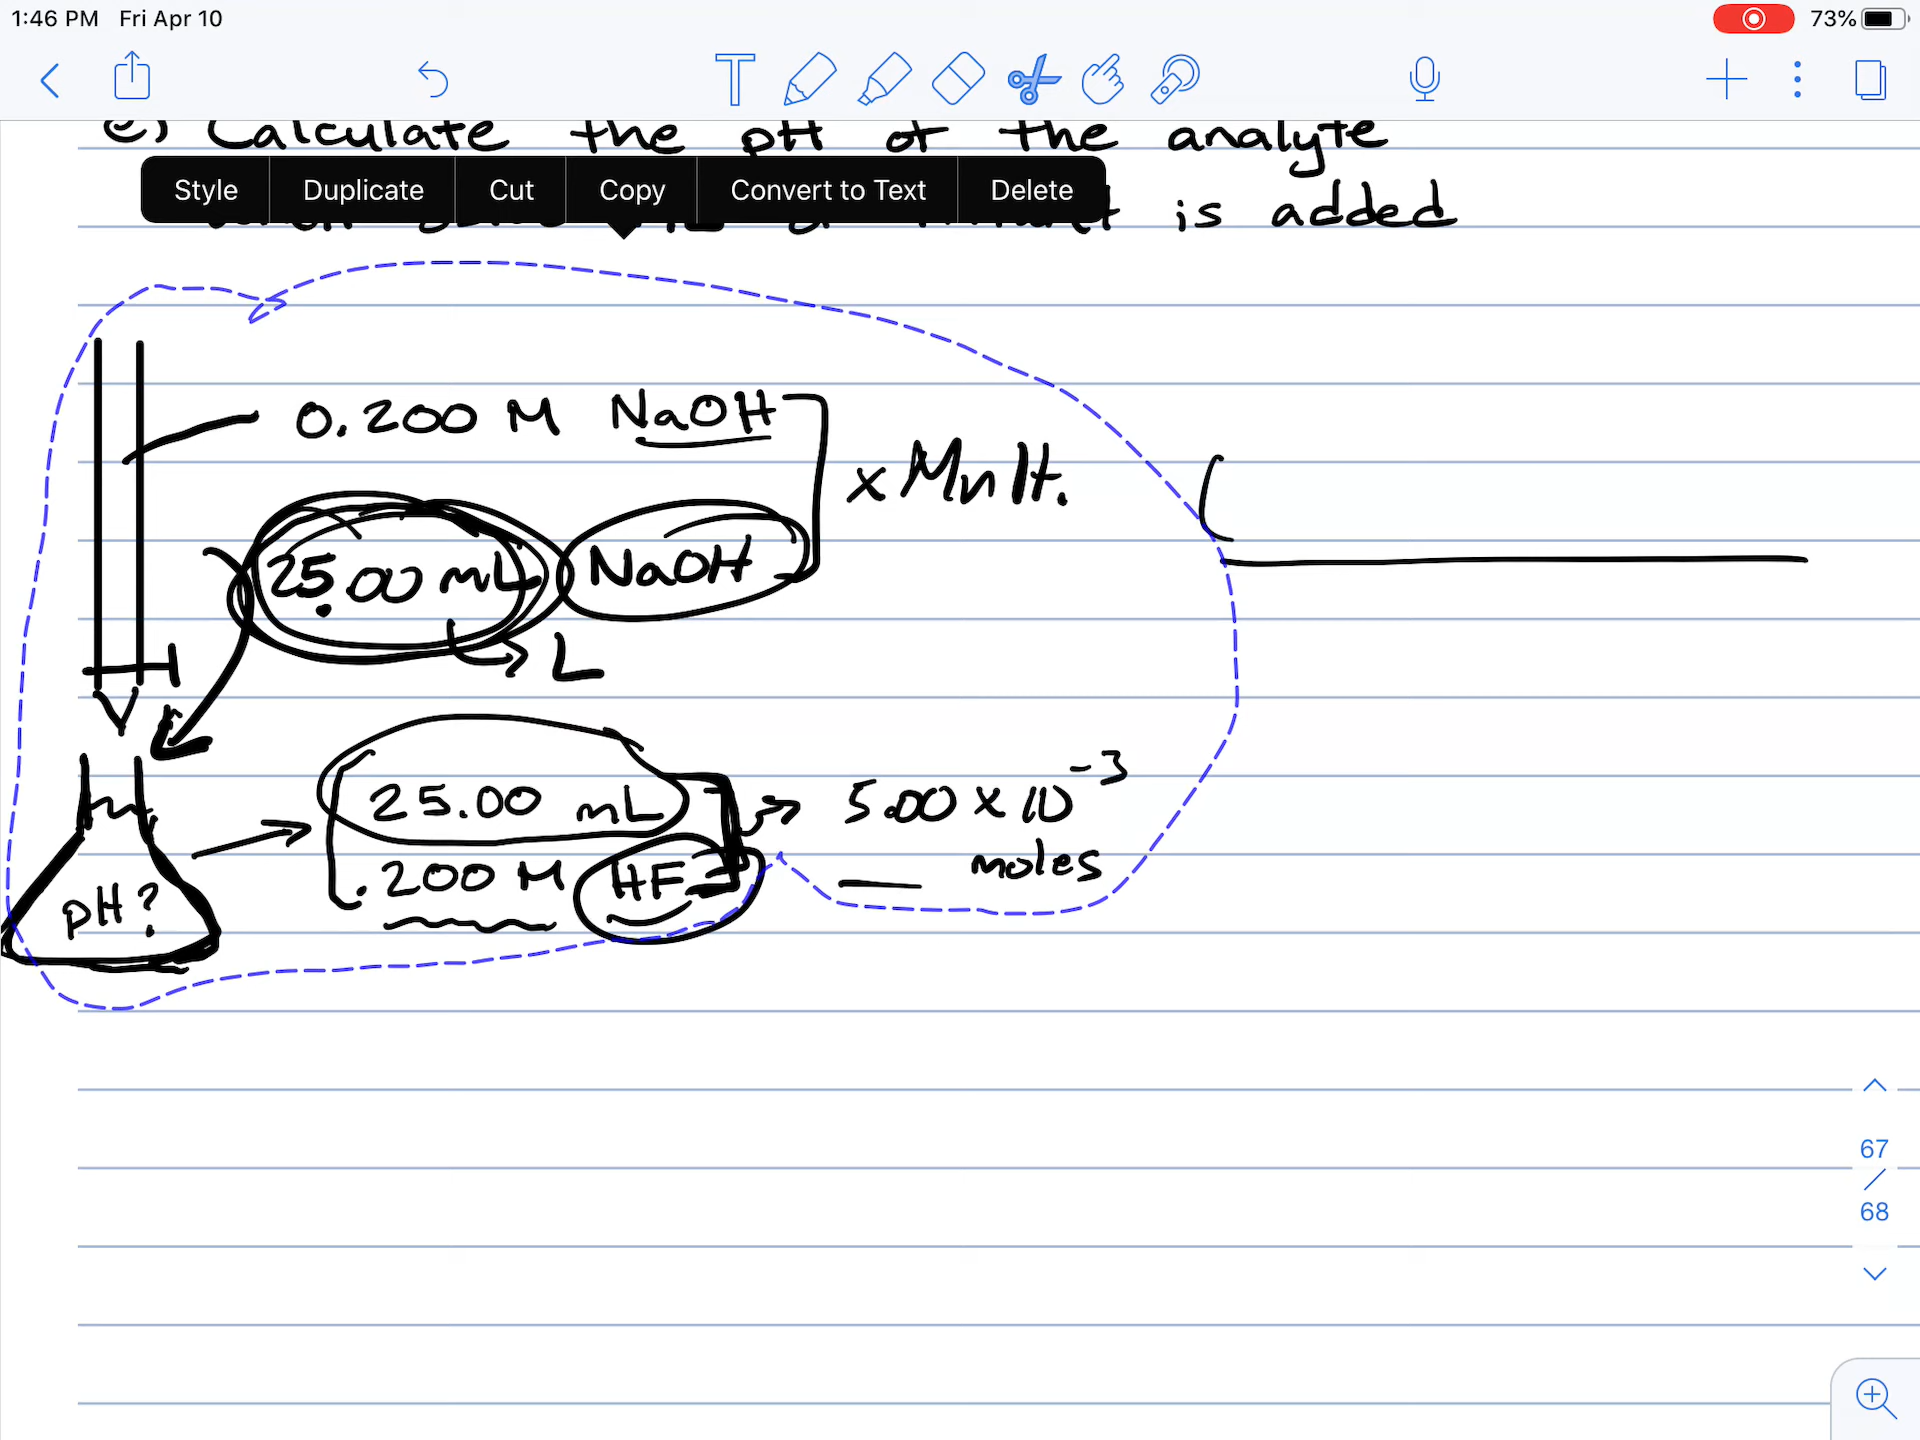 1:46 PM Fri Apr 10
73%
e) Calculate the pH of the analyte
Style Duplicate Cut Copy Convert to Text Delete
is added
0.200 M NaOH
x Mult.
25.00 mL NaOH
L
25.00 mL
5.00 x 10⁻³
moles
.200 M HF
pH?
67
/
68